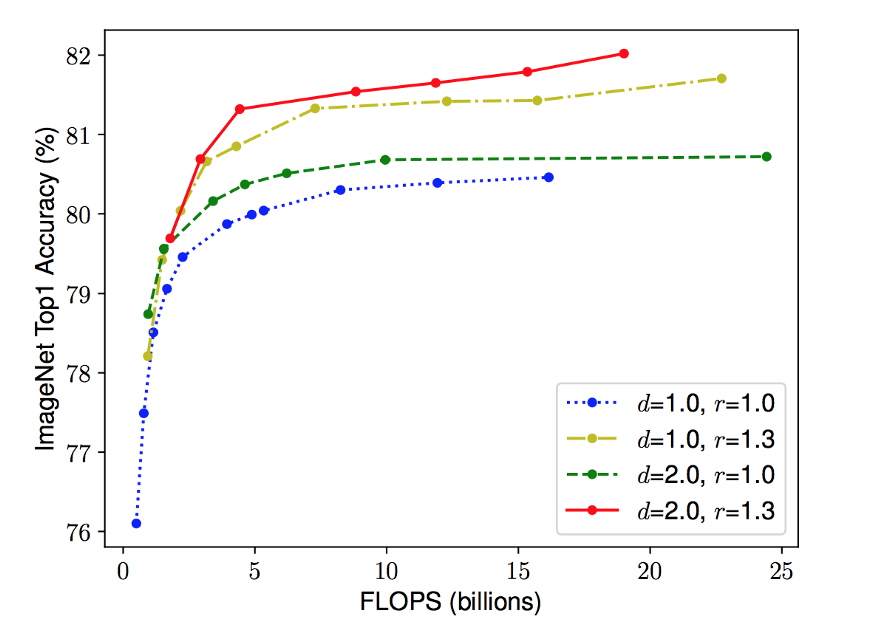 82
81
80
79
78
77
76
ImageNet Top1 Accuracy (%)
d=1.0, r=1.0
d=1.0, r=1.3
d=2.0, r=1.0
d=2.0, r=1.3
0 5 10 15 20 25
FLOPS (billions)